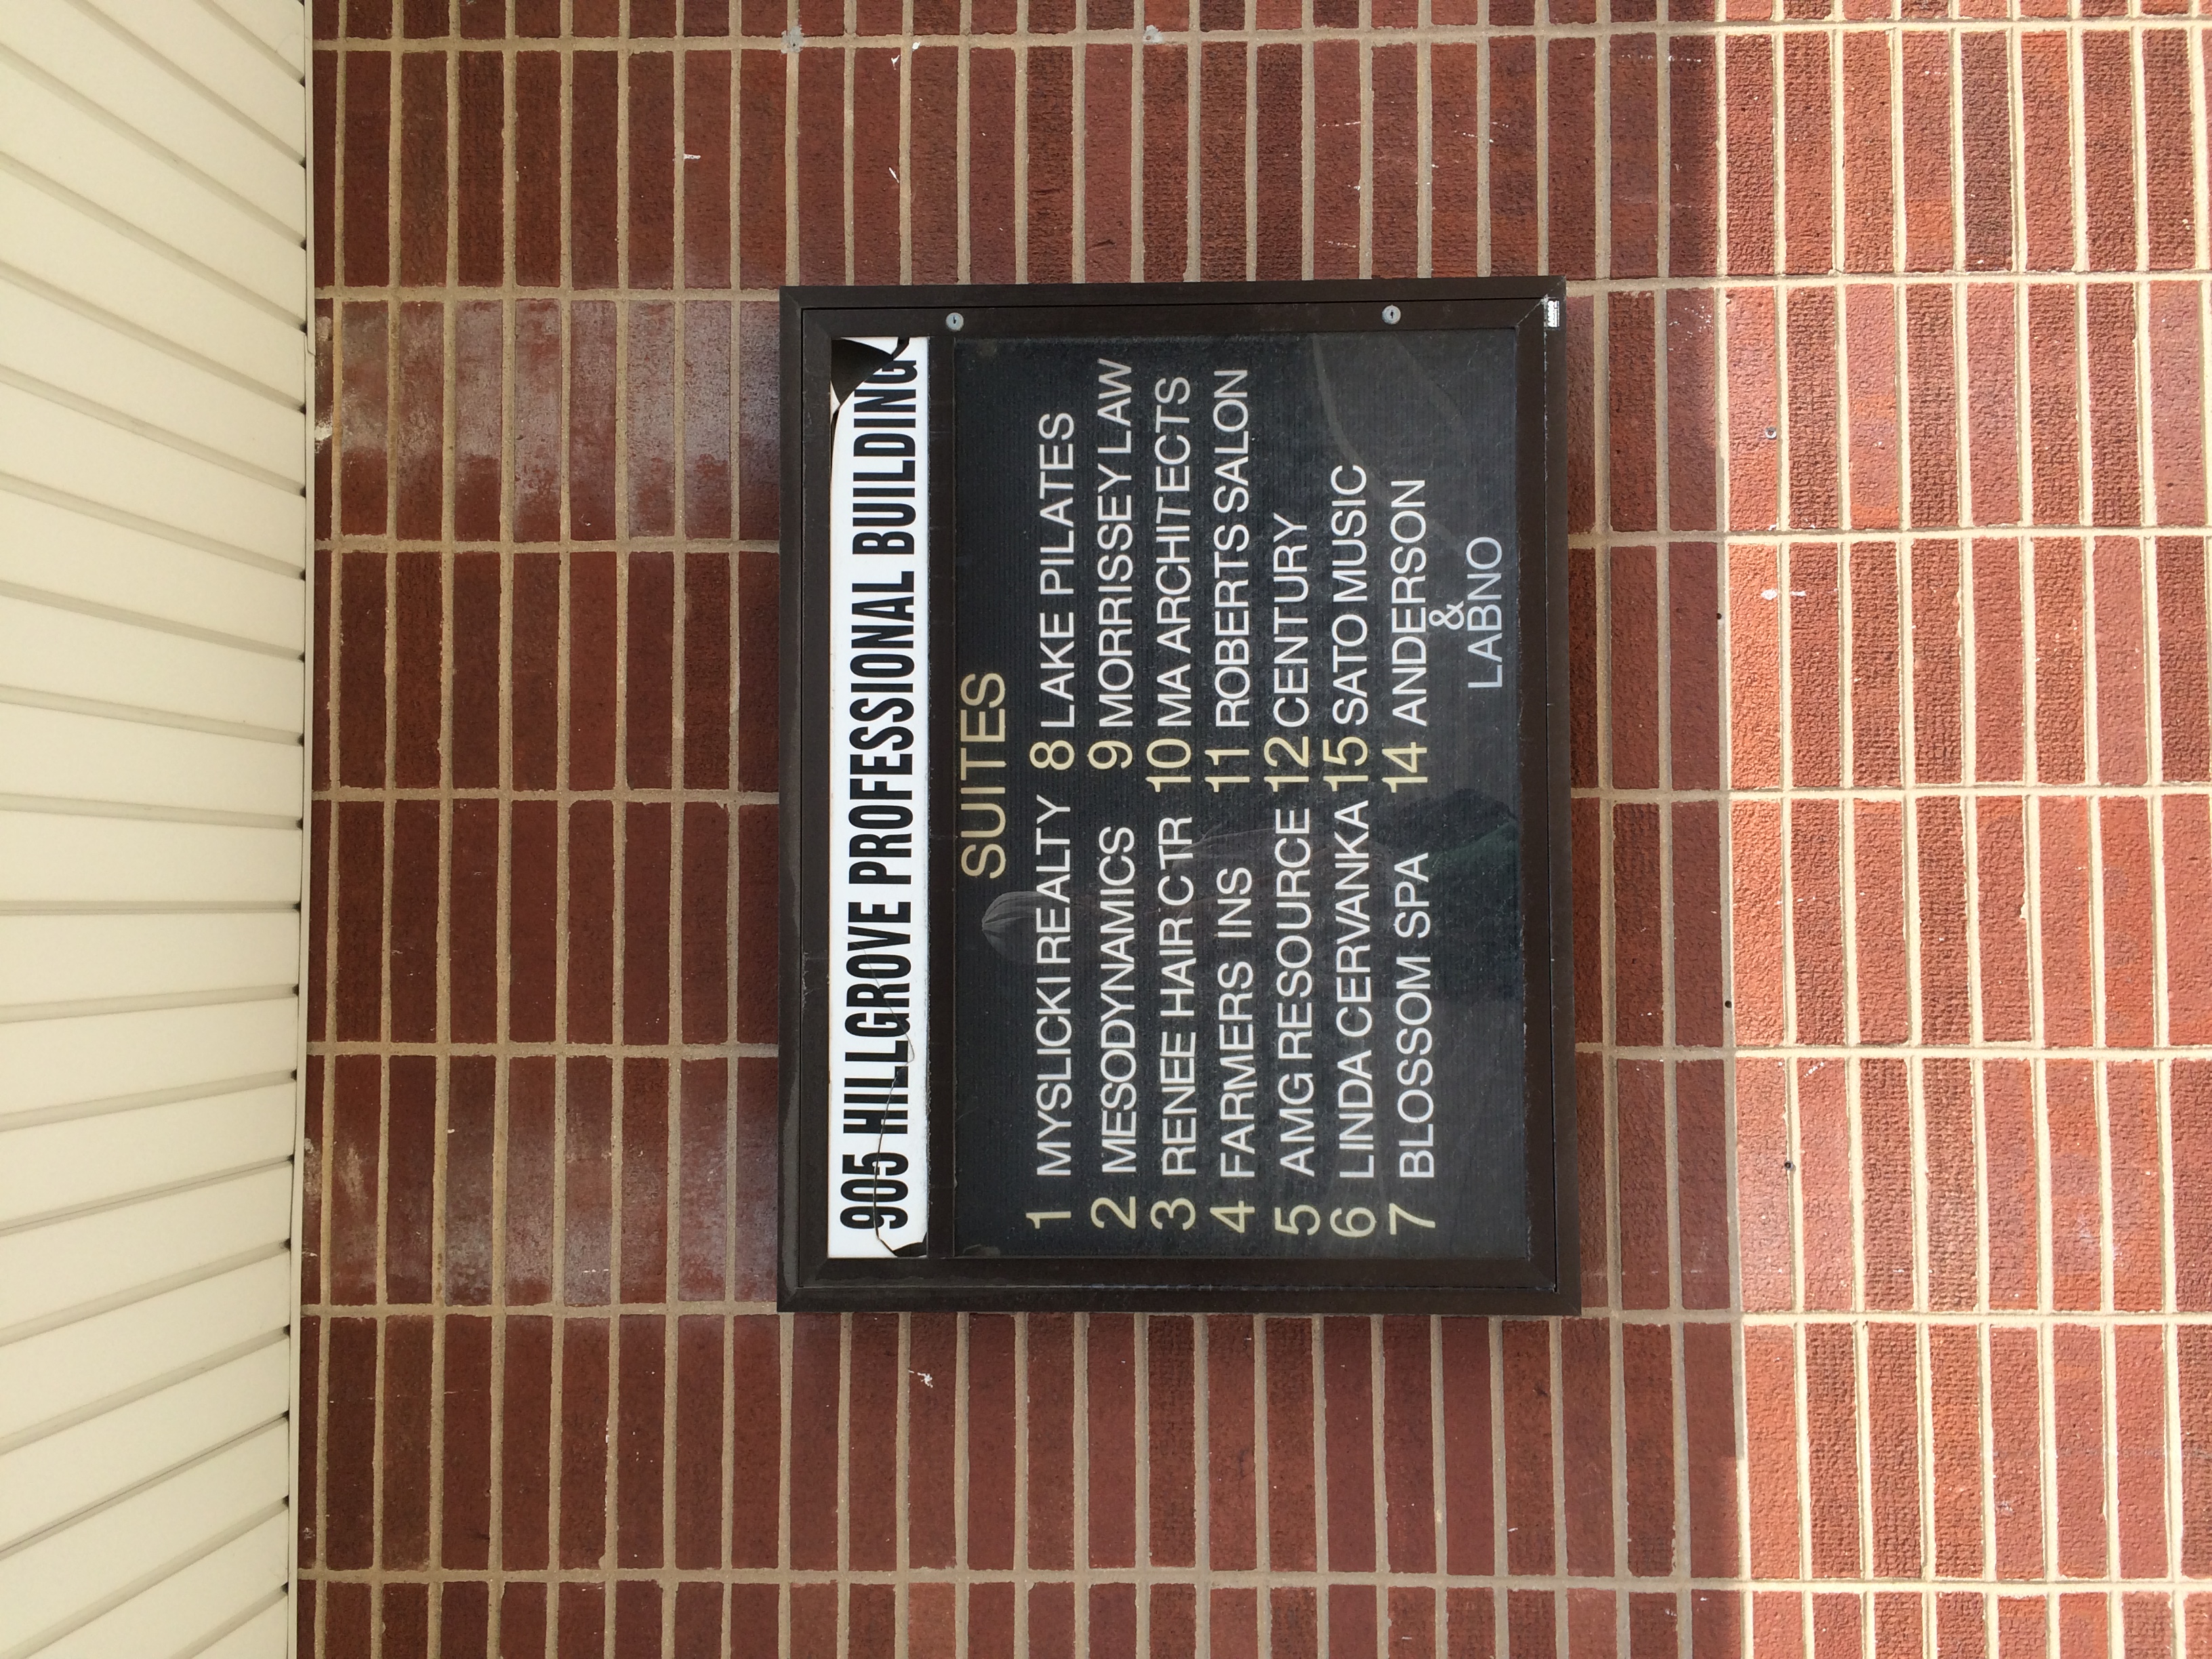 905 HILLGROVE PROFESSIONAL BUILDING
SUITES
1 MYSLICKI REALTY
2 MESODYNAMICS
3 RENEE HAIR CTR
4 FARMERS INS
5 AMG RESOURCE
6 LINDA CERVANKA
7 BLOSSOM SPA
8 LAKE PILATES
9 MORRISSEY LAW
10 MA ARCHITECTS
11 ROBERTS SALON
12 CENTURY
15 SATO MUSIC
14 ANDERSON
&
LABNO